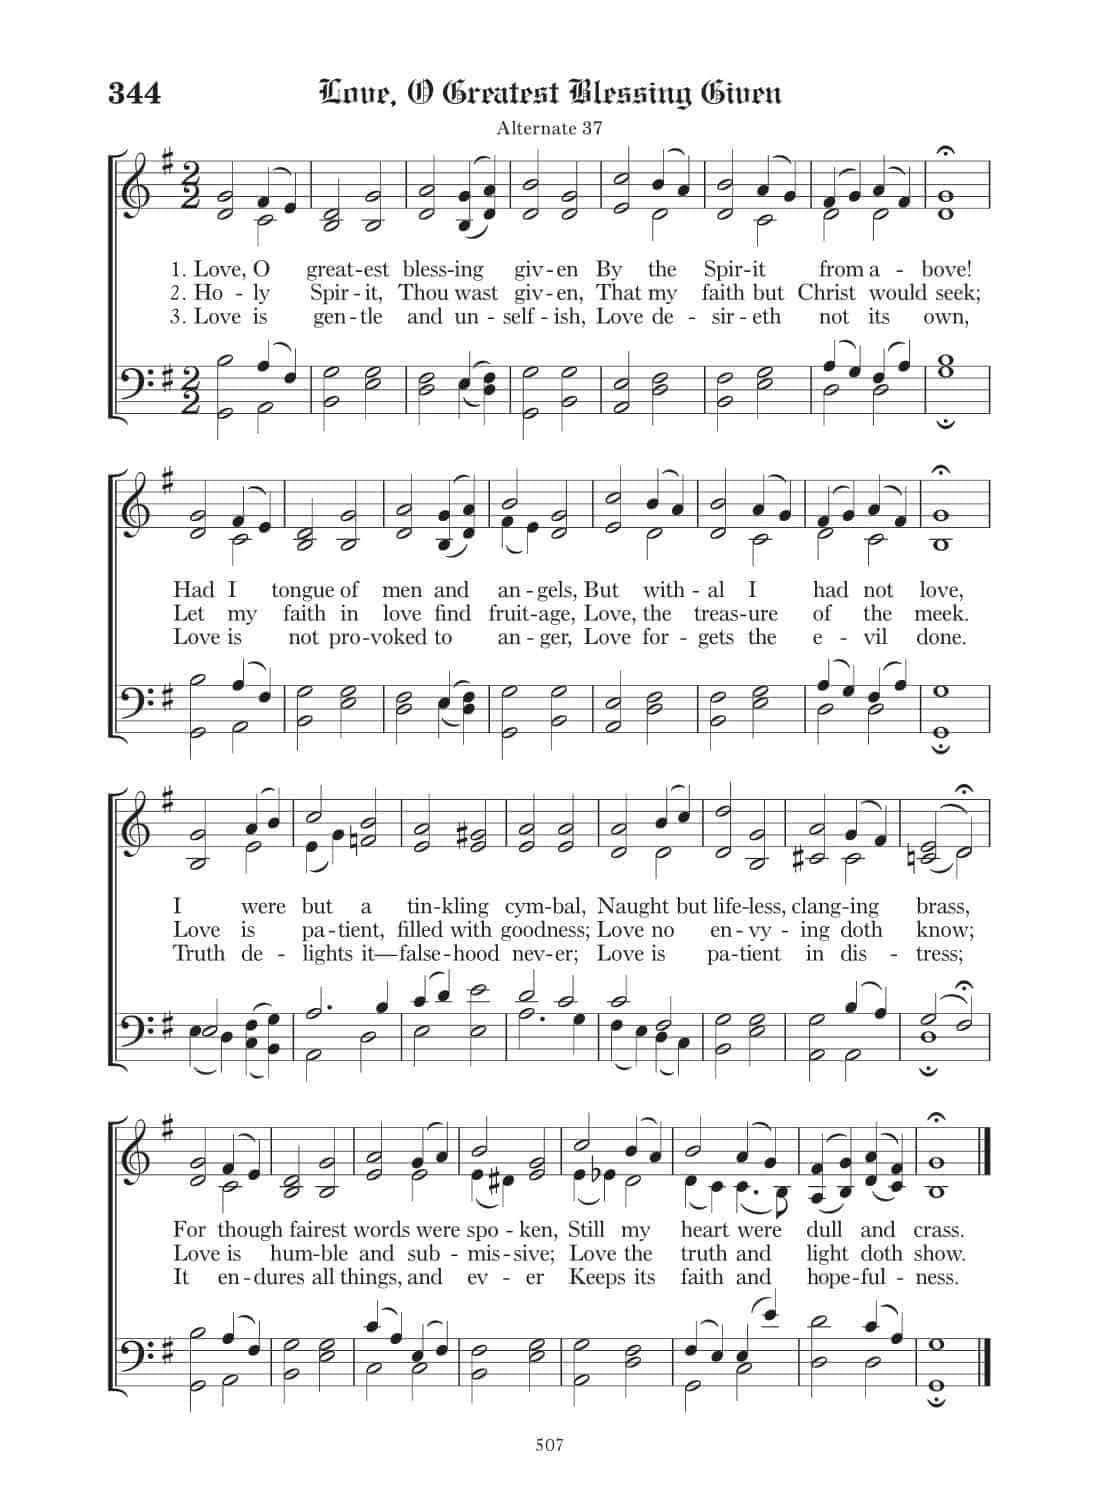 344 Love, O Greatest Blessing Given
Alternate 37
1. Love, O great-est bless-ing giv-en By the Spir-it from a - bove!
2. Ho - ly Spir-it, Thou wast giv-en, That my faith but Christ would seek;
3. Love is gen-tle and un - self - ish, Love de - sir-eth not its own,
Had I tongue of men and an-gels, But with-al I had not love,
Let my faith in love find fruit-age, Love, the treas-ure of the meek.
Love is not pro-voked to an-ger, Love for - gets the e - vil done.
I were but a tin-kling cym-bal, Naught but life-less, clang-ing brass,
Love is pa-tient, filled with goodness; Love no en-vy - ing doth know;
Truth de - lights it—false-hood nev-er; Love is pa-tient in dis - tress;
For though fairest words were spo - ken, Still my heart were dull and crass.
Love is hum-ble and sub - mis-sive; Love the truth and light doth show.
It en-dures all things, and ev - er Keeps its faith and hope-ful - ness.
507